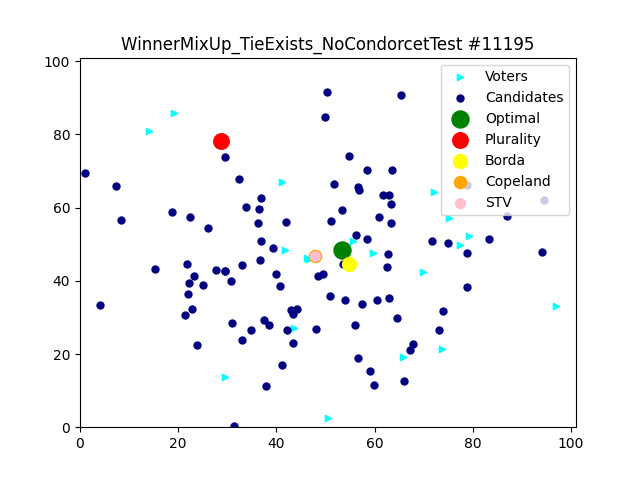 WinnerMixUp_TieExists_NoCondorcetTest #11195
Voters
Candidates
Optimal
Plurality
Borda
Copeland
STV
100
80
60
40
20
0
0 20 40 60 80 100